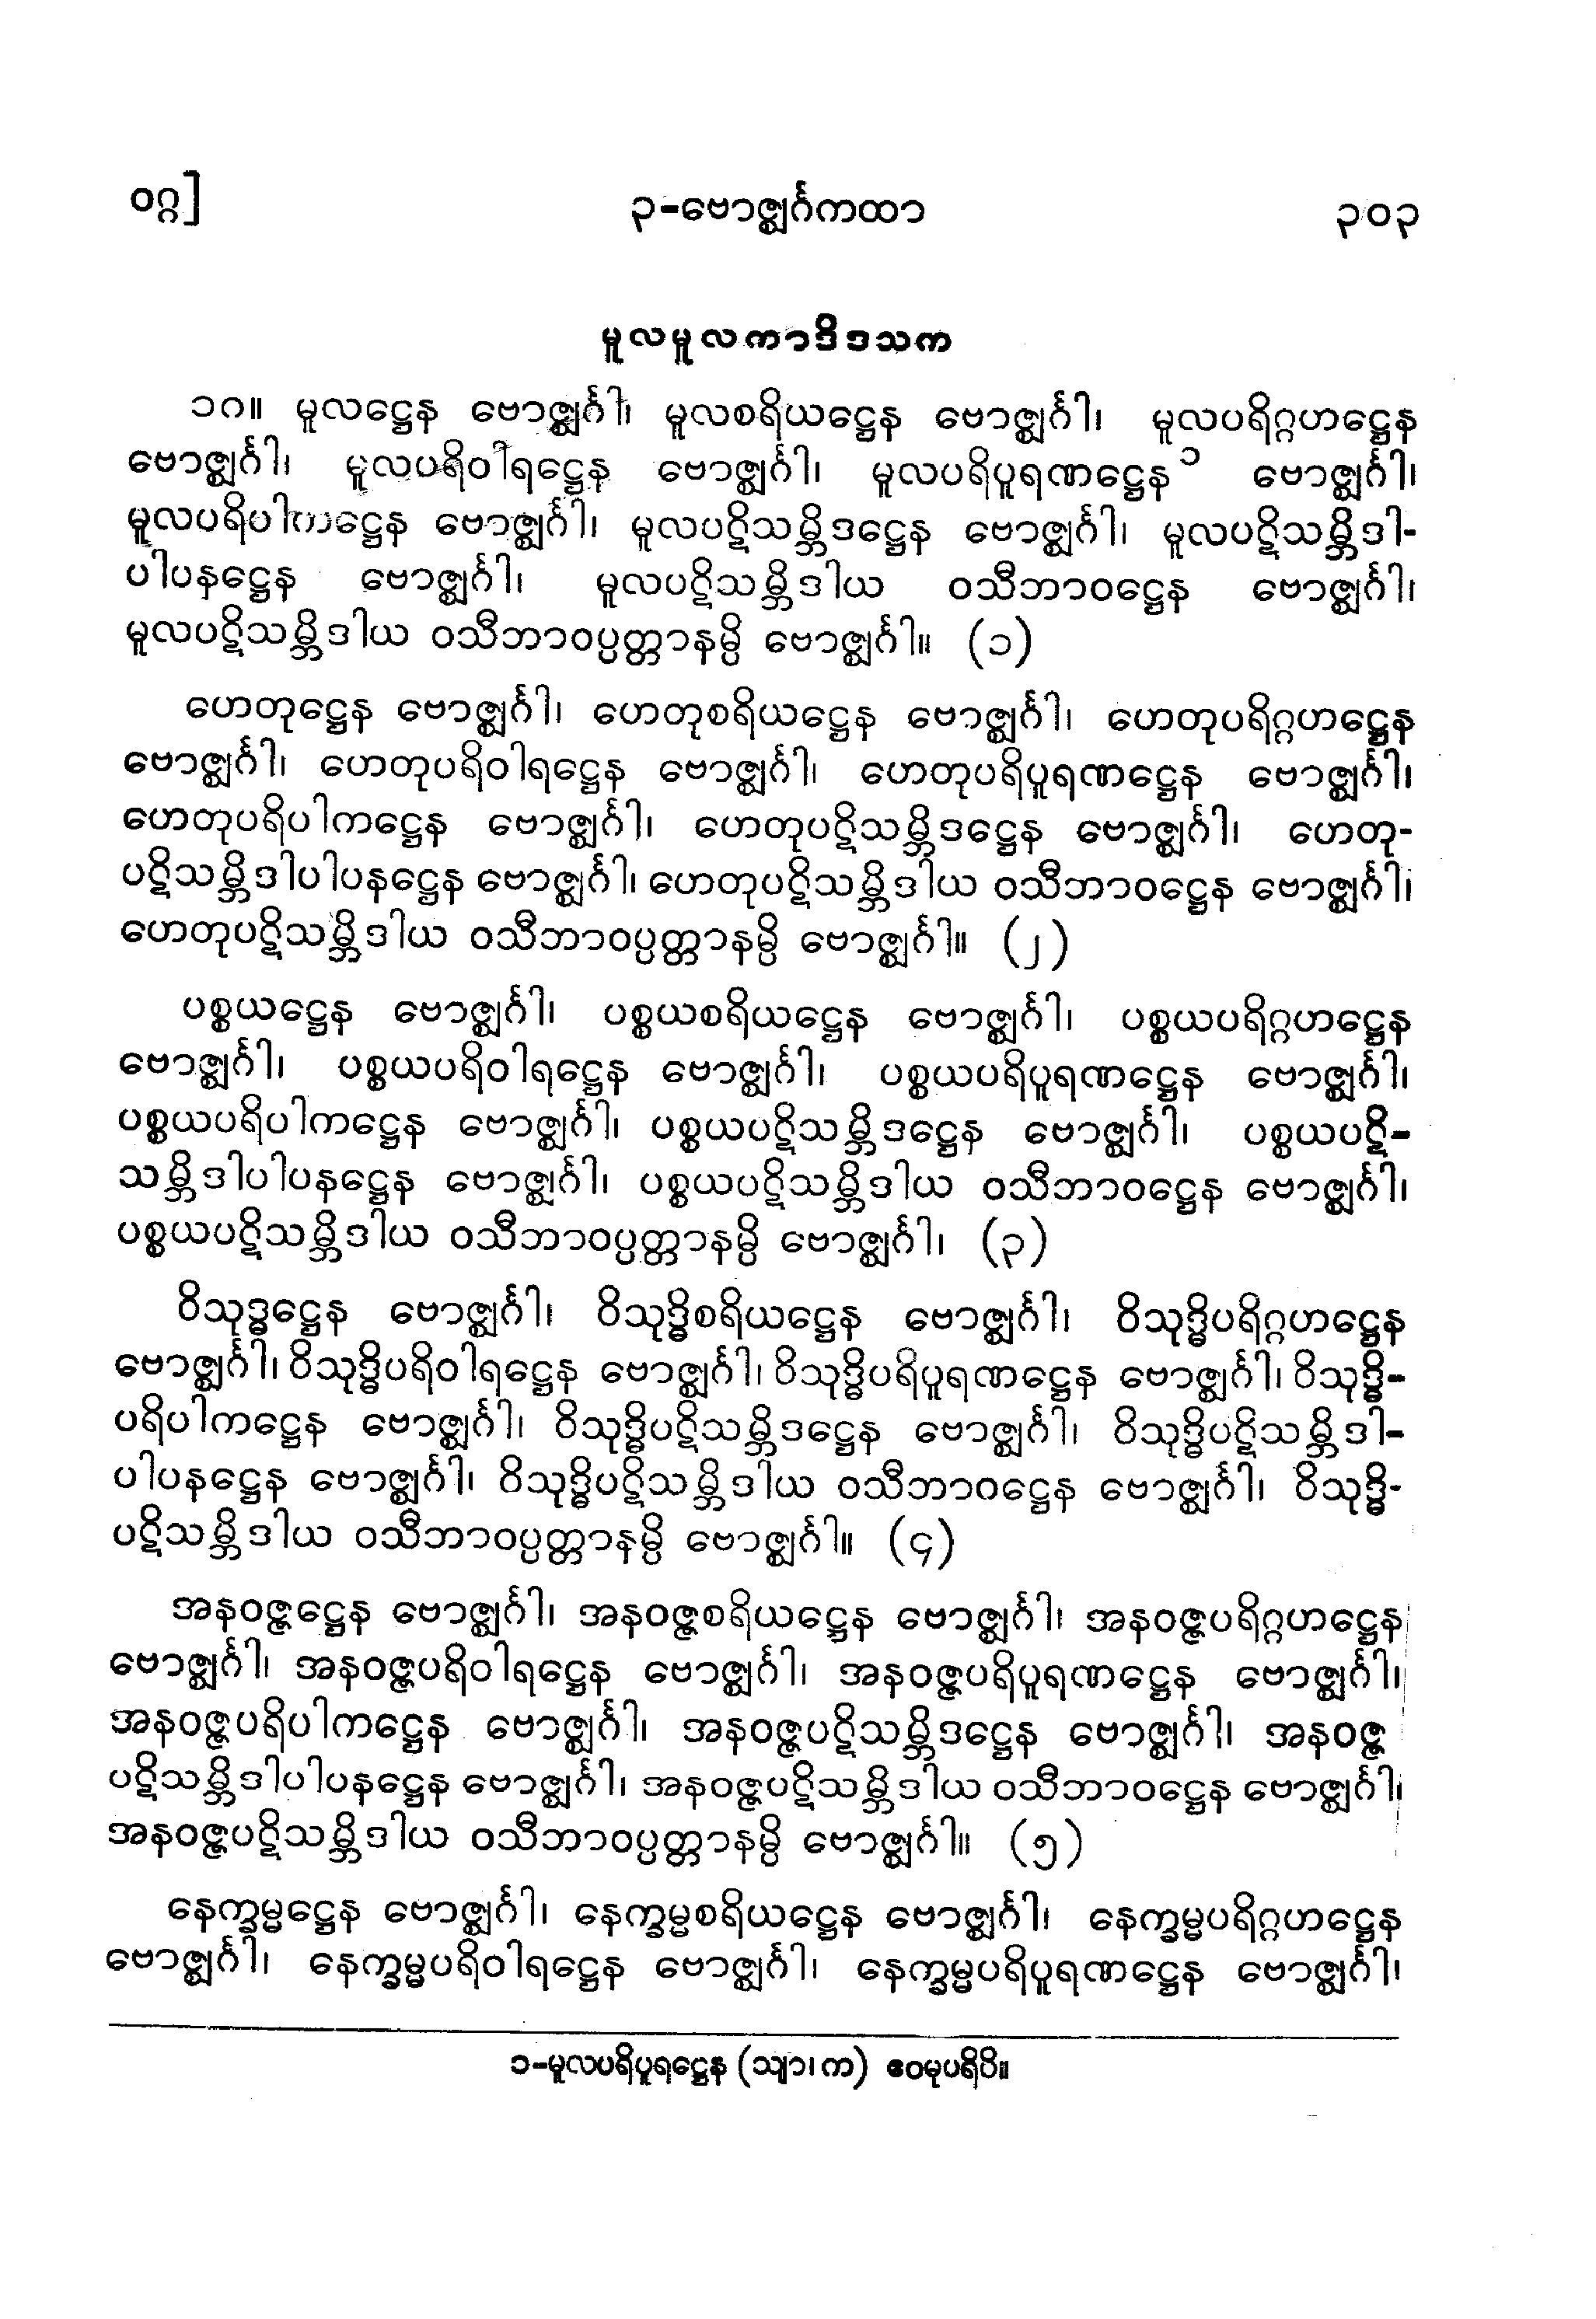 ဝဂ္ဂ]
၃-ဗောဇ္ဈင်္ဂကထာ
၃၀၃
မူလမူလကာဒိဒသက
၁၈။ မူလဋ္ဌေန ဗောဇ္ဈင်္ဂါ၊ မူလစရိယဋ္ဌေန ဗောဇ္ဈင်္ဂါ၊ မူလပရိဂ္ဂဟဋ္ဌေန
ဗောဇ္ဈင်္ဂါ၊ မူလပရိဝါရဋ္ဌေန ဗောဇ္ဈင်္ဂါ၊ မူလပရိပူရဏဋ္ဌေန ၁ ဗောဇ္ဈင်္ဂါ၊
မူလပရိပါကဋ္ဌေန ဗောဇ္ဈင်္ဂါ၊ မူလပဋိသမ္ဘိဒဋ္ဌေန ဗောဇ္ဈင်္ဂါ၊ မူလပဋိသမ္ဘိဒါ-
ပါပနဋ္ဌေန ဗောဇ္ဈင်္ဂါ၊ မူလပဋိသမ္ဘိဒါယ ဝသီဘာဝဋ္ဌေန ဗောဇ္ဈင်္ဂါ၊
မူလပဋိသမ္ဘိဒါယ ဝသီဘာဝပ္ပတ္တာနမ္ပိ ဗောဇ္ဈင်္ဂါ။ (၁)
ဟေတုဋ္ဌေန ဗောဇ္ဈင်္ဂါ၊ ဟေတုစရိယဋ္ဌေန ဗောဇ္ဈင်္ဂါ၊ ဟေတုပရိဂ္ဂဟဋ္ဌေန
ဗောဇ္ဈင်္ဂါ၊ ဟေတုပရိဝါရဋ္ဌေန ဗောဇ္ဈင်္ဂါ၊ ဟေတုပရိပူရဏဋ္ဌေန ဗောဇ္ဈင်္ဂါ၊
ဟေတုပရိပါကဋ္ဌေန ဗောဇ္ဈင်္ဂါ၊ ဟေတုပဋိသမ္ဘိဒဋ္ဌေန ဗောဇ္ဈင်္ဂါ၊ ဟေတု-
ပဋိသမ္ဘိဒါပါပနဋ္ဌေန ဗောဇ္ဈင်္ဂါ၊ ဟေတုပဋိသမ္ဘိဒါယ ဝသီဘာဝဋ္ဌေန ဗောဇ္ဈင်္ဂါ၊
ဟေတုပဋိသမ္ဘိဒါယ ဝသီဘာဝပ္ပတ္တာနမ္ပိ ဗောဇ္ဈင်္ဂါ။ (၂)
ပစ္စယဋ္ဌေန ဗောဇ္ဈင်္ဂါ၊ ပစ္စယစရိယဋ္ဌေန ဗောဇ္ဈင်္ဂါ၊ ပစ္စယပရိဂ္ဂဟဋ္ဌေန
ဗောဇ္ဈင်္ဂါ၊ ပစ္စယပရိဝါရဋ္ဌေန ဗောဇ္ဈင်္ဂါ၊ ပစ္စယပရိပူရဏဋ္ဌေန ဗောဇ္ဈင်္ဂါ၊
ပစ္စယပရိပါကဋ္ဌေန ဗောဇ္ဈင်္ဂါ၊ ပစ္စယပဋိသမ္ဘိဒဋ္ဌေန ဗောဇ္ဈင်္ဂါ၊ ပစ္စယပဋိ-
သမ္ဘိဒါပါပနဋ္ဌေန ဗောဇ္ဈင်္ဂါ၊ ပစ္စယပဋိသမ္ဘိဒါယ ဝသီဘာဝဋ္ဌေန ဗောဇ္ဈင်္ဂါ၊
ပစ္စယပဋိသမ္ဘိဒါယ ဝသီဘာဝပ္ပတ္တာနမ္ပိ ဗောဇ္ဈင်္ဂါ၊ (၃)
ဝိသုဒ္ဓဋ္ဌေန ဗောဇ္ဈင်္ဂါ၊ ဝိသုဒ္ဓိစရိယဋ္ဌေန ဗောဇ္ဈင်္ဂါ၊ ဝိသုဒ္ဓိပရိဂ္ဂဟဋ္ဌေန
ဗောဇ္ဈင်္ဂါ၊ ဝိသုဒ္ဓိပရိဝါရဋ္ဌေန ဗောဇ္ဈင်္ဂါ၊ ဝိသုဒ္ဓိပရိပူရဏဋ္ဌေန ဗောဇ္ဈင်္ဂါ၊ ဝိသုဒ္ဓိ-
ပရိပါကဋ္ဌေန ဗောဇ္ဈင်္ဂါ၊ ဝိသုဒ္ဓိပဋိသမ္ဘိဒဋ္ဌေန ဗောဇ္ဈင်္ဂါ၊ ဝိသုဒ္ဓိပဋိသမ္ဘိဒါ-
ပါပနဋ္ဌေန ဗောဇ္ဈင်္ဂါ၊ ဝိသုဒ္ဓိပဋိသမ္ဘိဒါယ ဝသီဘာဝဋ္ဌေန ဗောဇ္ဈင်္ဂါ၊ ဝိသုဒ္ဓိ-
ပဋိသမ္ဘိဒါယ ဝသီဘာဝပ္ပတ္တာနမ္ပိ ဗောဇ္ဈင်္ဂါ။ (၄)
အနဝဇ္ဇဋ္ဌေန ဗောဇ္ဈင်္ဂါ၊ အနဝဇ္ဇစရိယဋ္ဌေန ဗောဇ္ဈင်္ဂါ၊ အနဝဇ္ဇပရိဂ္ဂဟဋ္ဌေန
ဗောဇ္ဈင်္ဂါ၊ အနဝဇ္ဇပရိဝါရဋ္ဌေန ဗောဇ္ဈင်္ဂါ၊ အနဝဇ္ဇပရိပူရဏဋ္ဌေန ဗောဇ္ဈင်္ဂါ၊
အနဝဇ္ဇပရိပါကဋ္ဌေန ဗောဇ္ဈင်္ဂါ၊ အနဝဇ္ဇပဋိသမ္ဘိဒဋ္ဌေန ဗောဇ္ဈင်္ဂါ၊ အနဝဇ္ဇ
ပဋိသမ္ဘိဒါပါပနဋ္ဌေန ဗောဇ္ဈင်္ဂါ၊ အနဝဇ္ဇပဋိသမ္ဘိဒါယ ဝသီဘာဝဋ္ဌေန ဗောဇ္ဈင်္ဂါ၊
အနဝဇ္ဇပဋိသမ္ဘိဒါယ ဝသီဘာဝပ္ပတ္တာနမ္ပိ ဗောဇ္ဈင်္ဂါ။ (၅)
နေက္ခမ္မဋ္ဌေန ဗောဇ္ဈင်္ဂါ၊ နေက္ခမ္မစရိယဋ္ဌေန ဗောဇ္ဈင်္ဂါ၊ နေက္ခမ္မပရိဂ္ဂဟဋ္ဌေန
ဗောဇ္ဈင်္ဂါ၊ နေက္ခမ္မပရိဝါရဋ္ဌေန ဗောဇ္ဈင်္ဂါ၊ နေက္ခမ္မပရိပူရဏဋ္ဌေန ဗောဇ္ဈင်္ဂါ၊
၁-မူလပရိပူရဋ္ဌေန (သျာ၊ က) ဧဝမုပရိပိ။